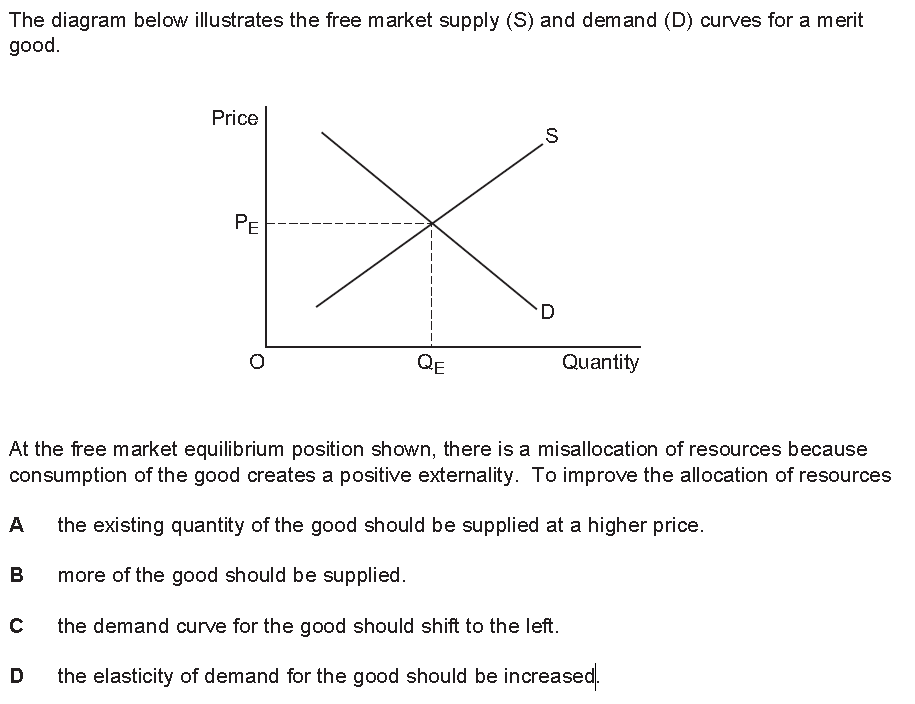 The diagram below illustrates the free market supply (S) and demand (D) curves for a merit
good.
Price
S
PE
D
O
QE
Quantity
At the free market equilibrium position shown, there is a misallocation of resources because
consumption of the good creates a positive externality. To improve the allocation of resources
A the existing quantity of the good should be supplied at a higher price.
B more of the good should be supplied.
C the demand curve for the good should shift to the left.
D the elasticity of demand for the good should be increased.